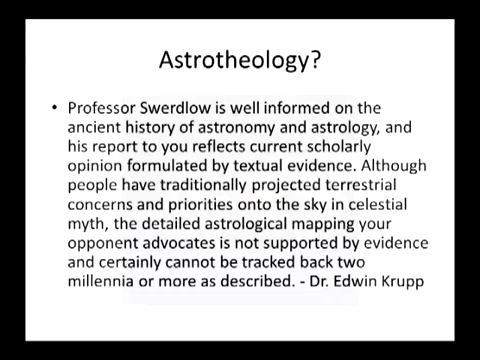 Astrotheology?
• Professor Swerdlow is well informed on the
ancient history of astronomy and astrology, and
his report to you reflects current scholarly
opinion formulated by textual evidence. Although
people have traditionally projected terrestrial
concerns and priorities onto the sky in celestial
myth, the detailed astrological mapping your
opponent advocates is not supported by evidence
and certainly cannot be tracked back two
millennia or more as described. - Dr. Edwin Krupp